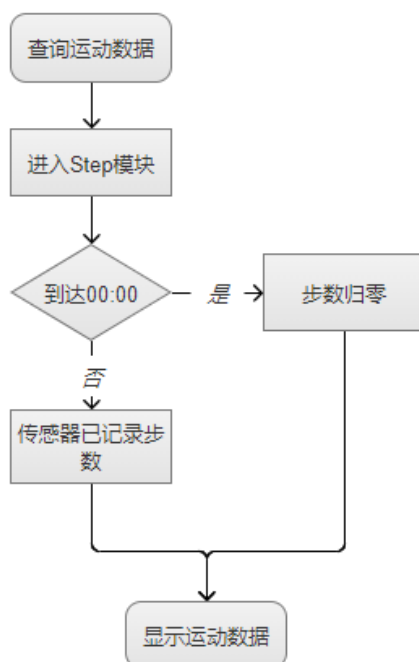 查询运动数据
进入Step模块
到达00:00
是
步数归零
否
传感器已记录步
数
显示运动数据